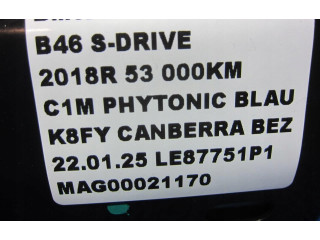 B46 S-DRIVE
2018R 53 000KM
C1M PHYTONIC BLAU
K8FY CANBERRA BEZ
22.01.25 LE87751P1
MAG00021170